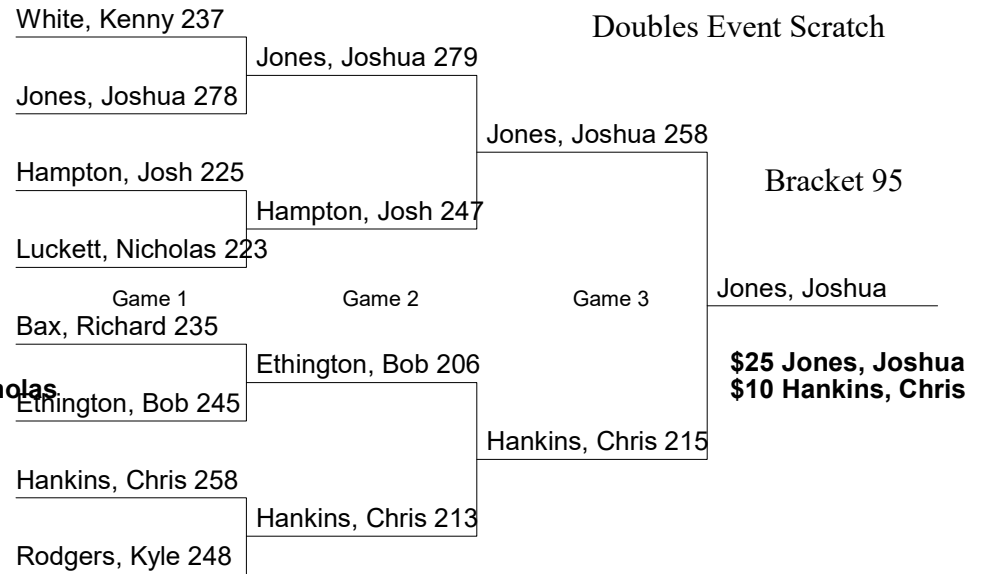 White, Kenny 237
Doubles Event Scratch
Jones, Joshua 279
Jones, Joshua 278
Jones, Joshua 258
Hampton, Josh 225
Bracket 95
Hampton, Josh 247
Luckett, Nicholas 223
Game 1 Game 2 Game 3
Jones, Joshua
Bax, Richard 235
Ethington, Bob 206
$25 Jones, Joshua
$10 Hankins, Chris
Ethington, Bob 245
Hankins, Chris 215
Hankins, Chris 258
Hankins, Chris 213
Rodgers, Kyle 248